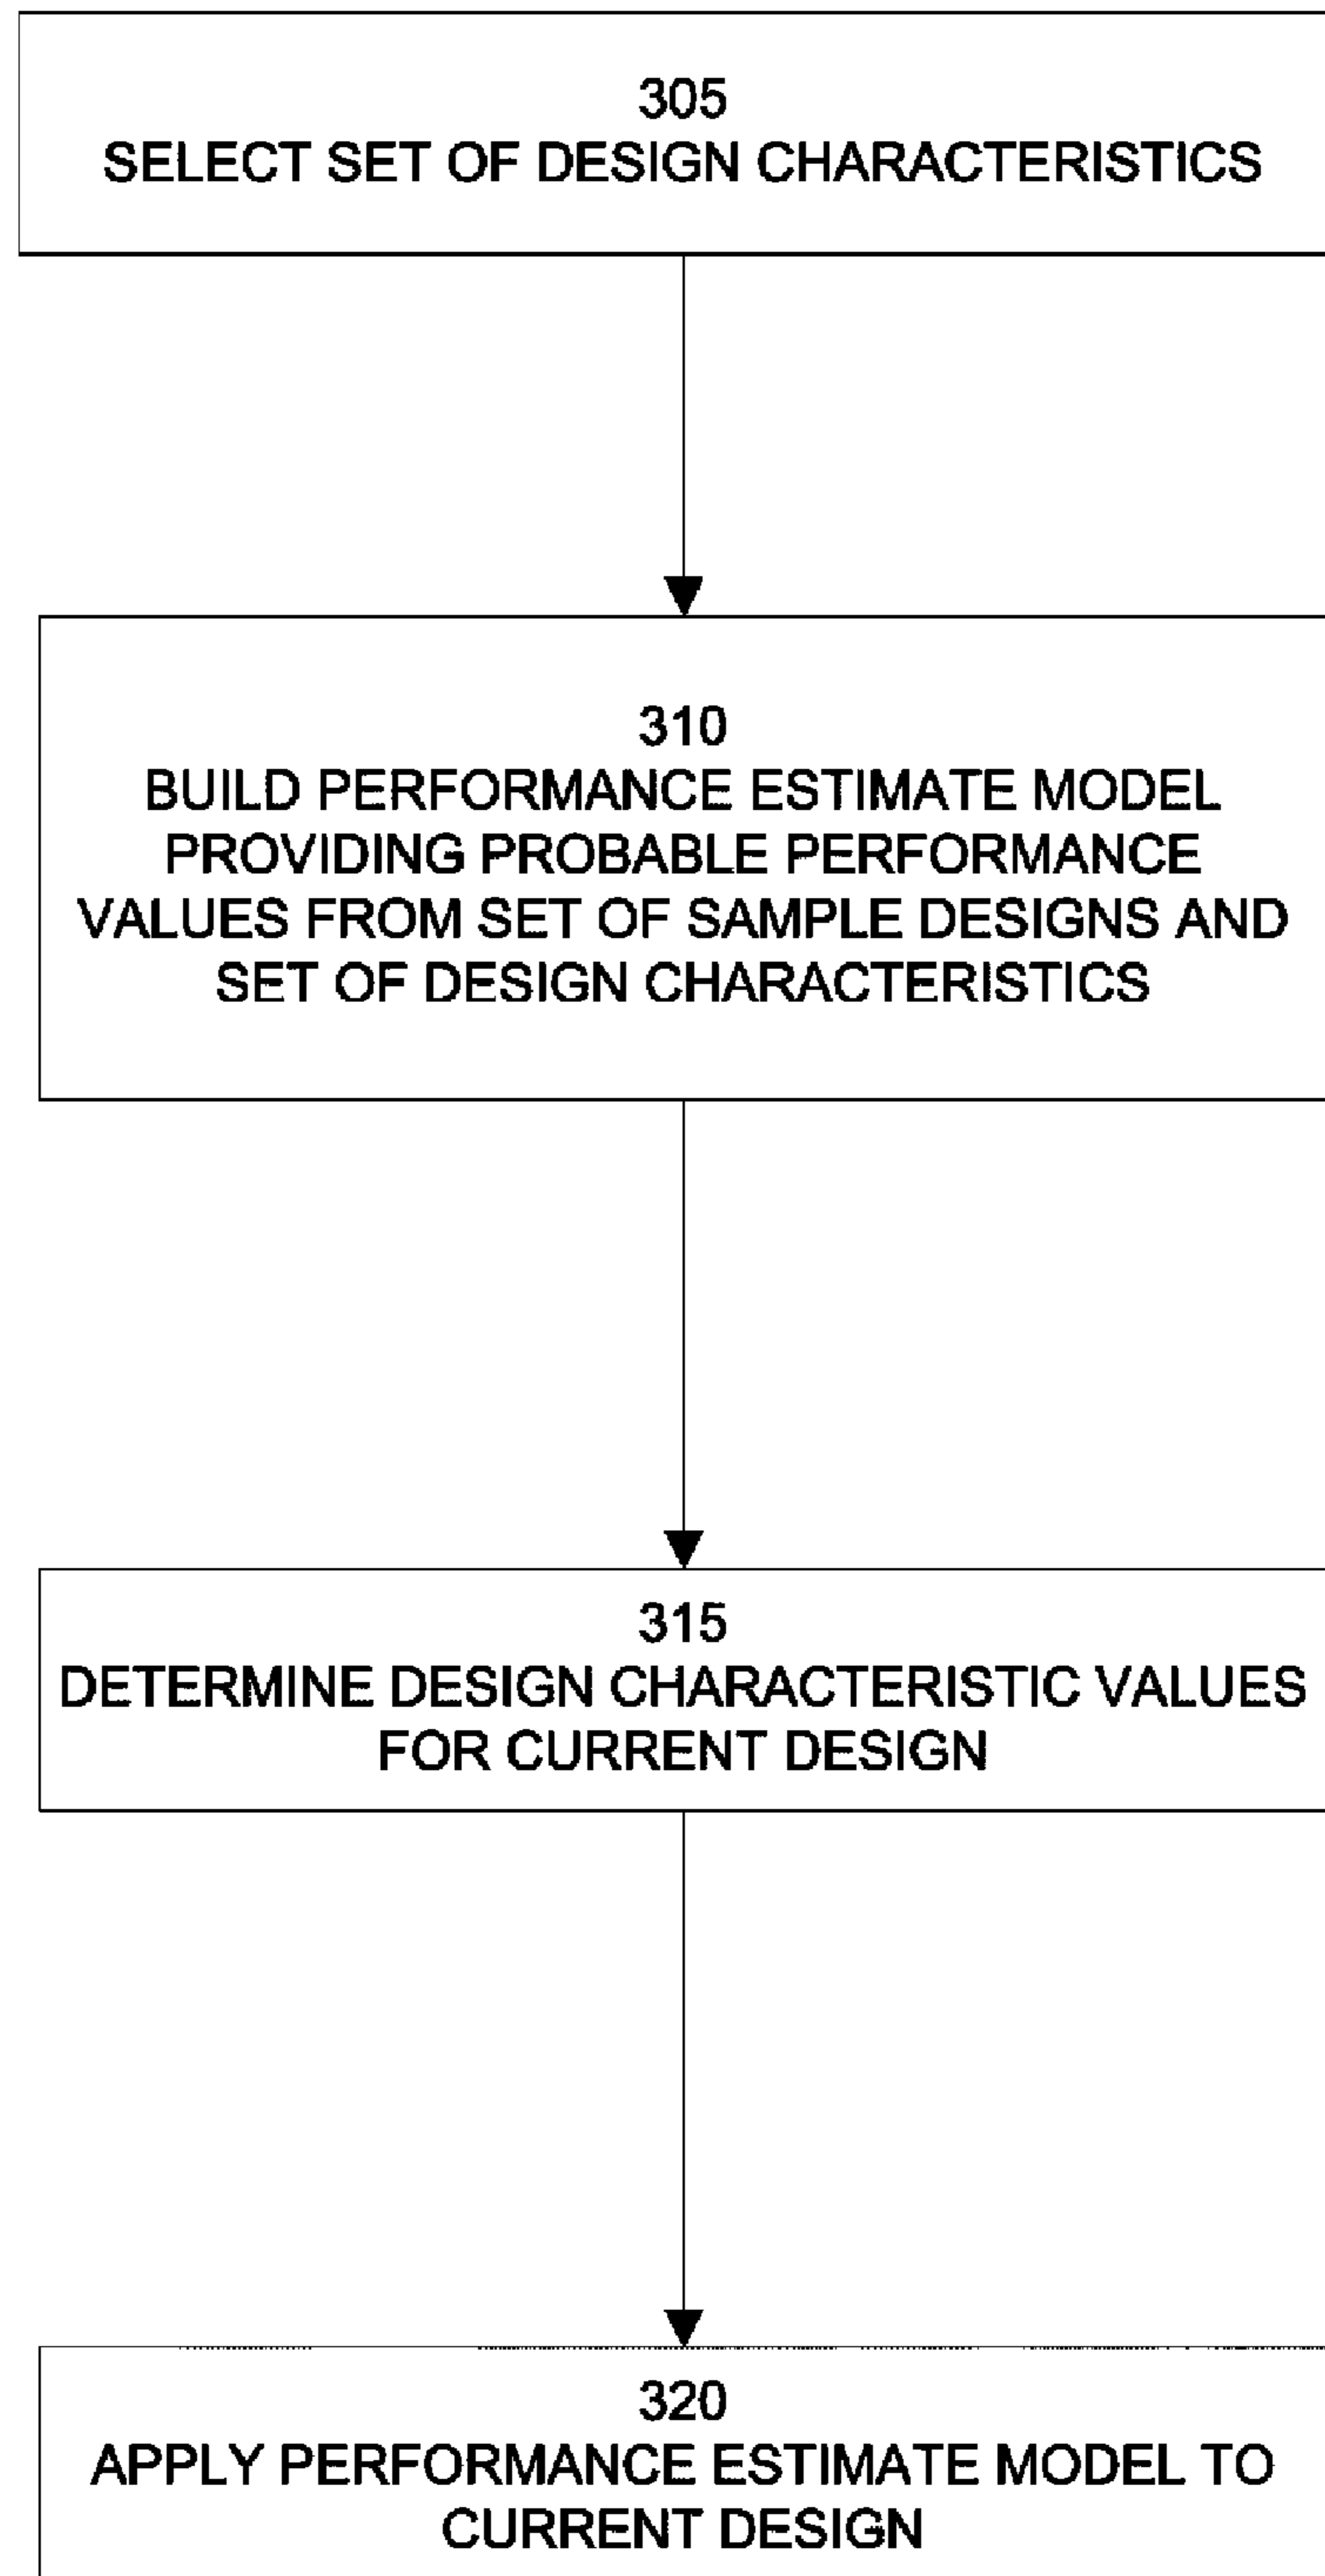 305
SELECT SET OF DESIGN CHARACTERISTICS
310
BUILD PERFORMANCE ESTIMATE MODEL
PROVIDING PROBABLE PERFORMANCE
VALUES FROM SET OF SAMPLE DESIGNS AND
SET OF DESIGN CHARACTERISTICS
315
DETERMINE DESIGN CHARACTERISTIC VALUES
FOR CURRENT DESIGN
320
APPLY PERFORMANCE ESTIMATE MODEL TO
CURRENT DESIGN